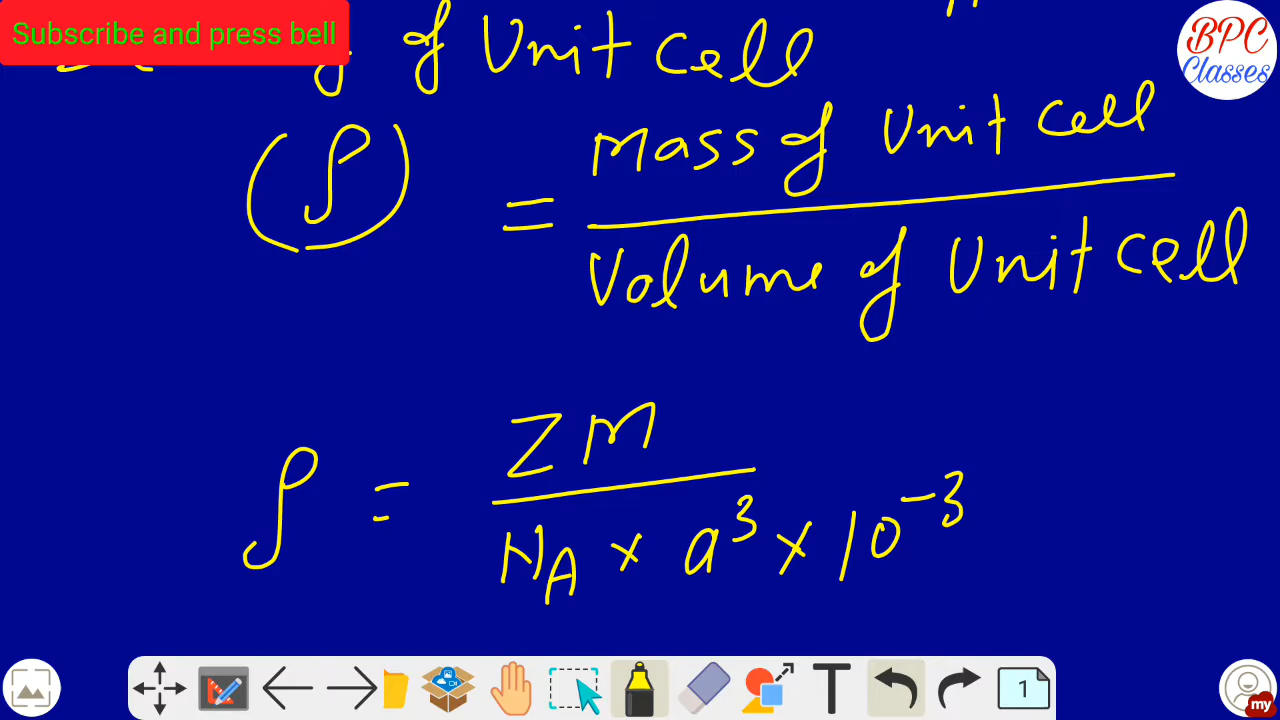 Subscribe and press bell
of Unit Cell
BPC
Classes
(ρ) = Mass of Unit Cell
Volume of Unit Cell
ρ = ZM
N_A × a³ × 10⁻³
T
1
my